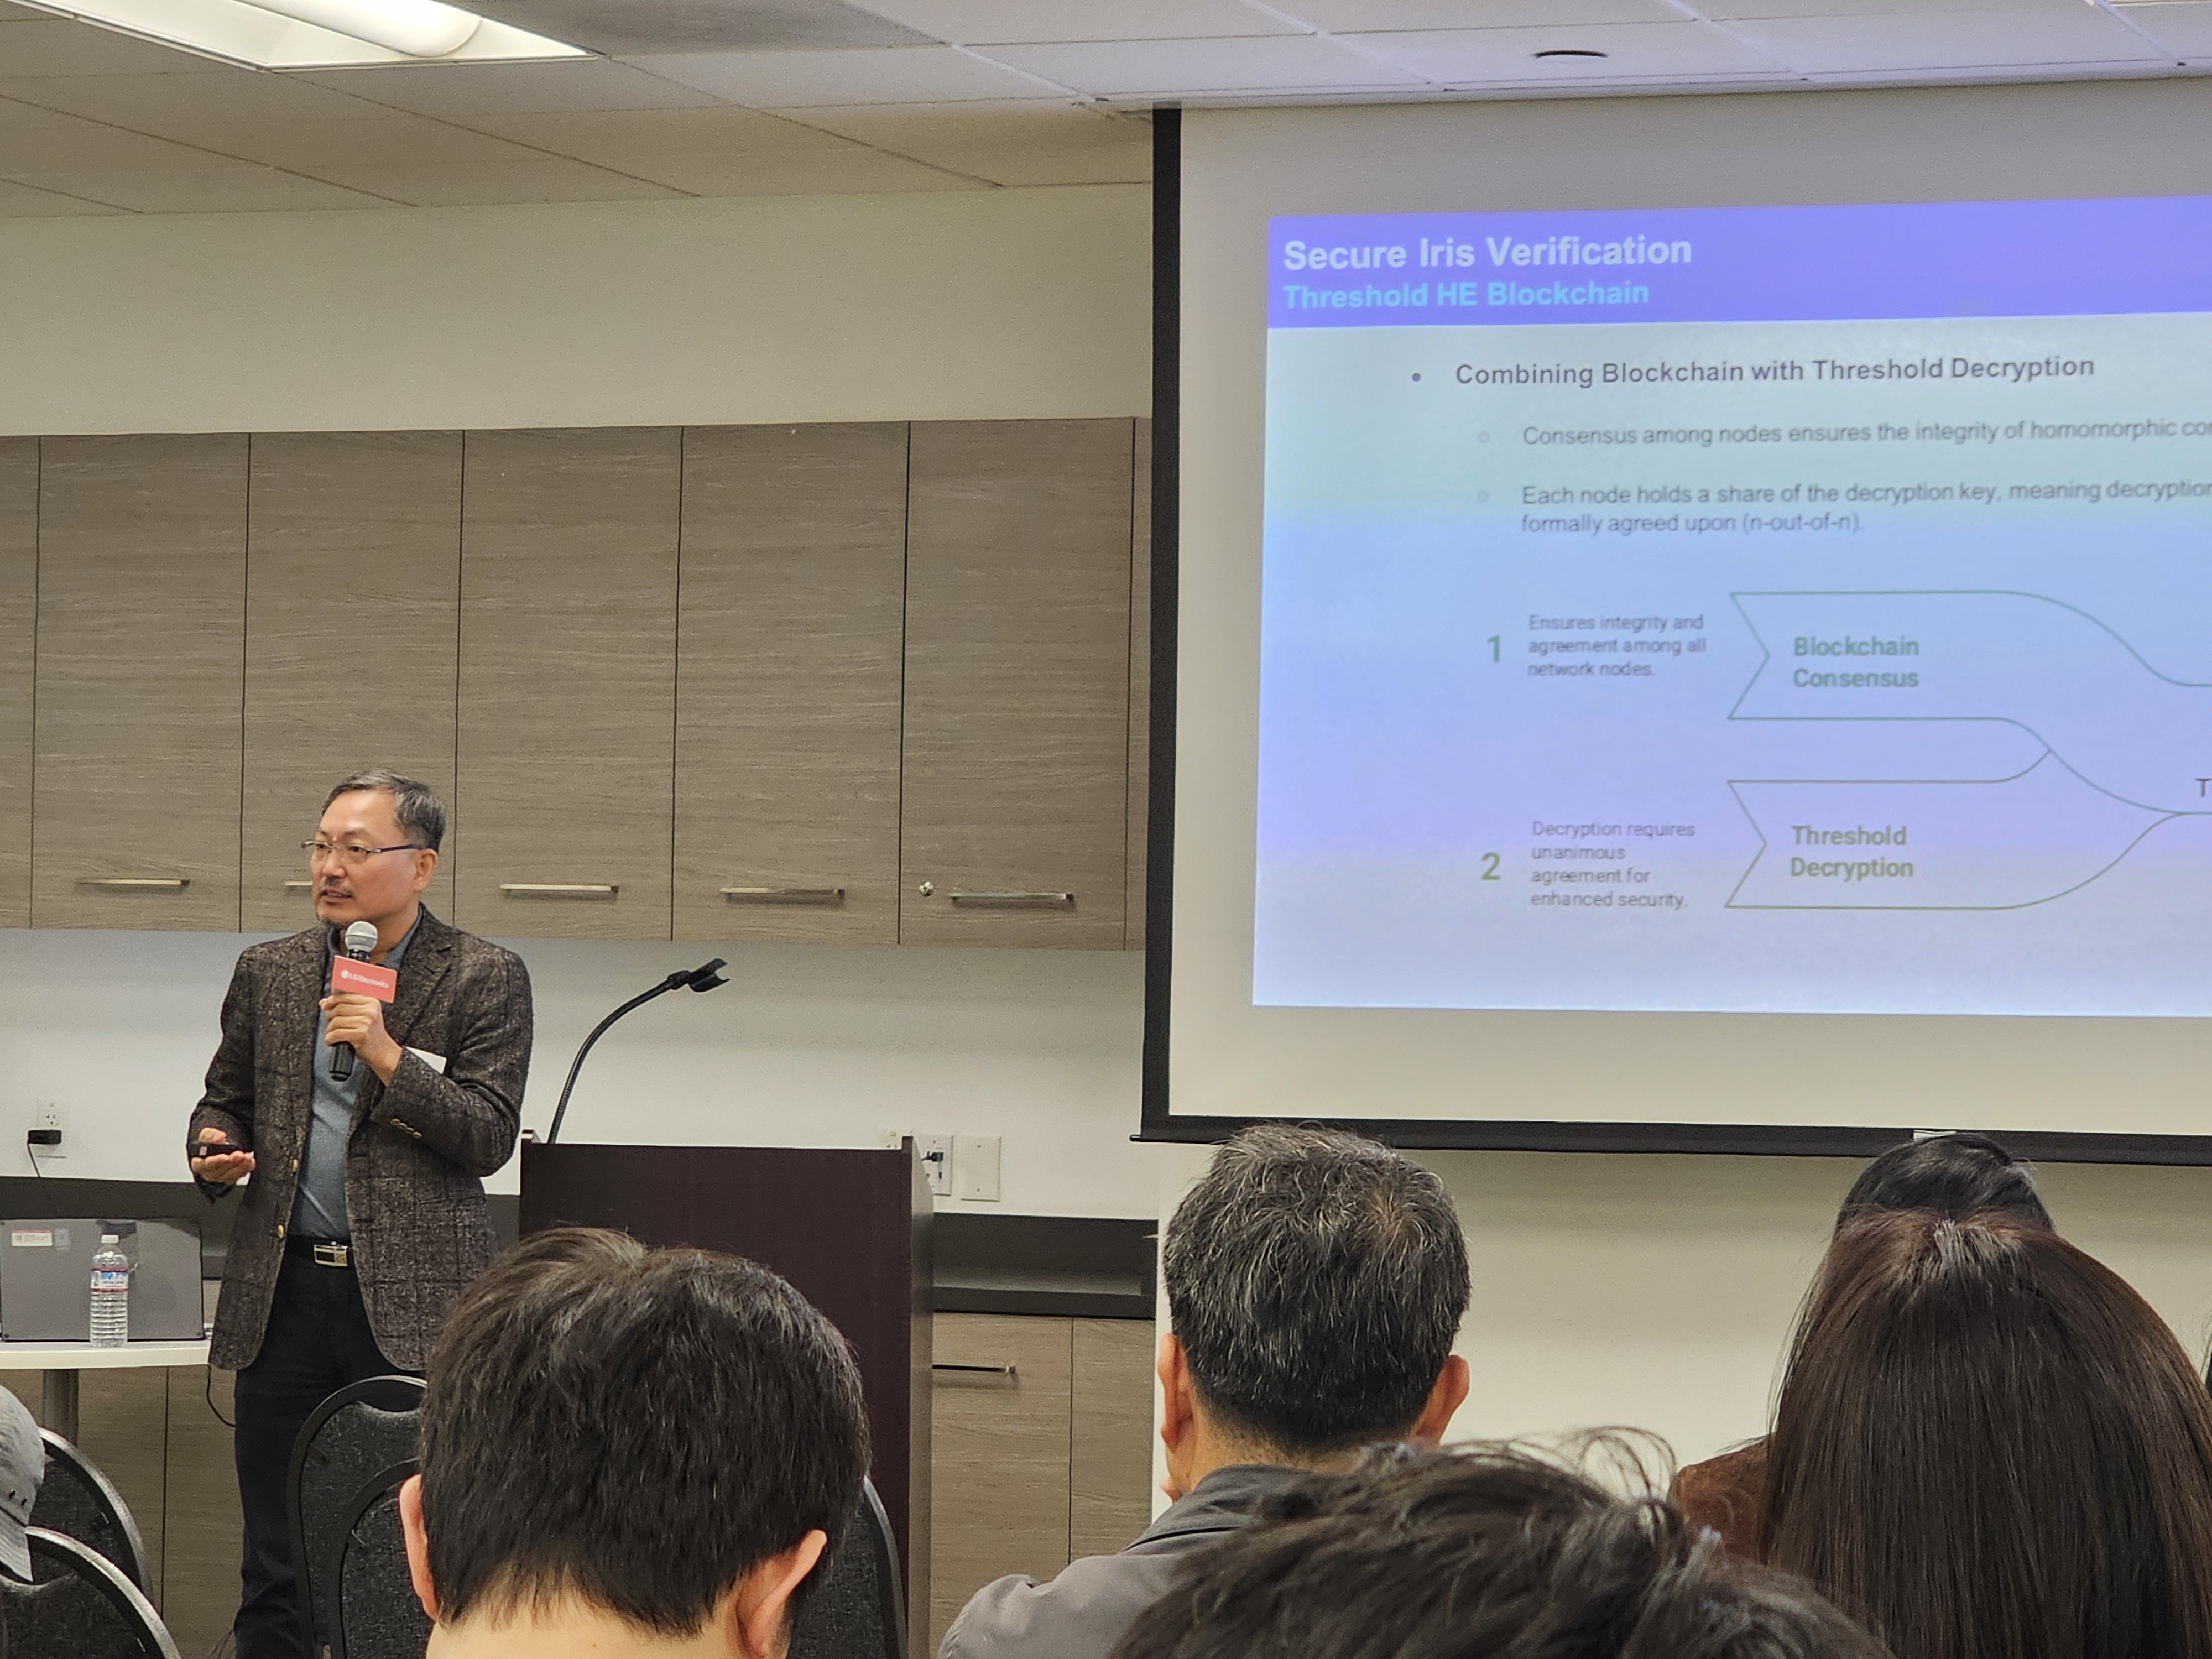 Secure Iris Verification
Threshold HE Blockchain
• Combining Blockchain with Threshold Decryption
○ Consensus among nodes ensures the integrity of homomorphic
○ Each node holds a share of the decryption key, meaning decryption
formally agreed upon (n-out-of-n).
1
Ensures integrity and
agreement among all
network nodes.
Blockchain
Consensus
2
Decryption requires
unanimous
agreement for
enhanced security.
Threshold
Decryption
T
LG Electronics